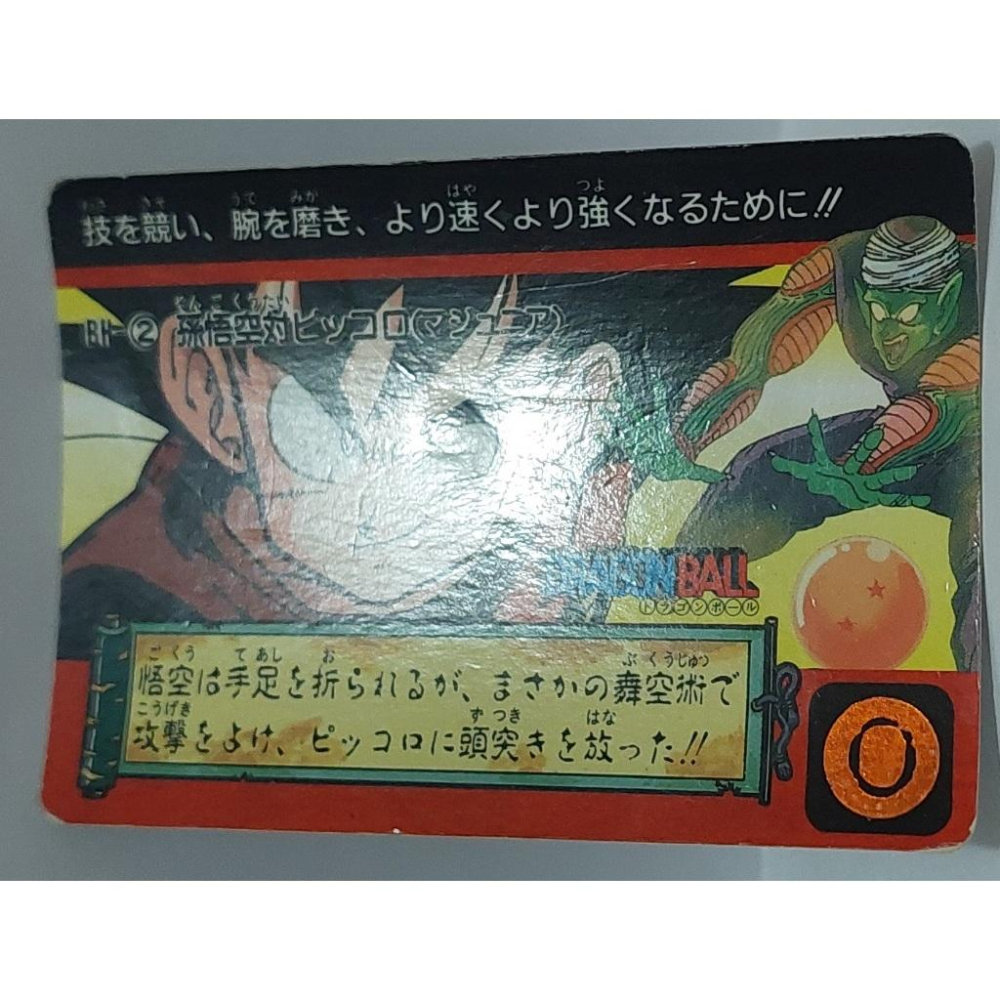 技を競い、腕を磨き、より速くより強くなるために!!
② 孫悟空対ピッコロ(マジュニア)
DRAGON BALL
ドラゴンボール
悟空は手足を折られるが、まさかの舞空術で
攻撃をよけ、ピッコロに頭突きを放った!!